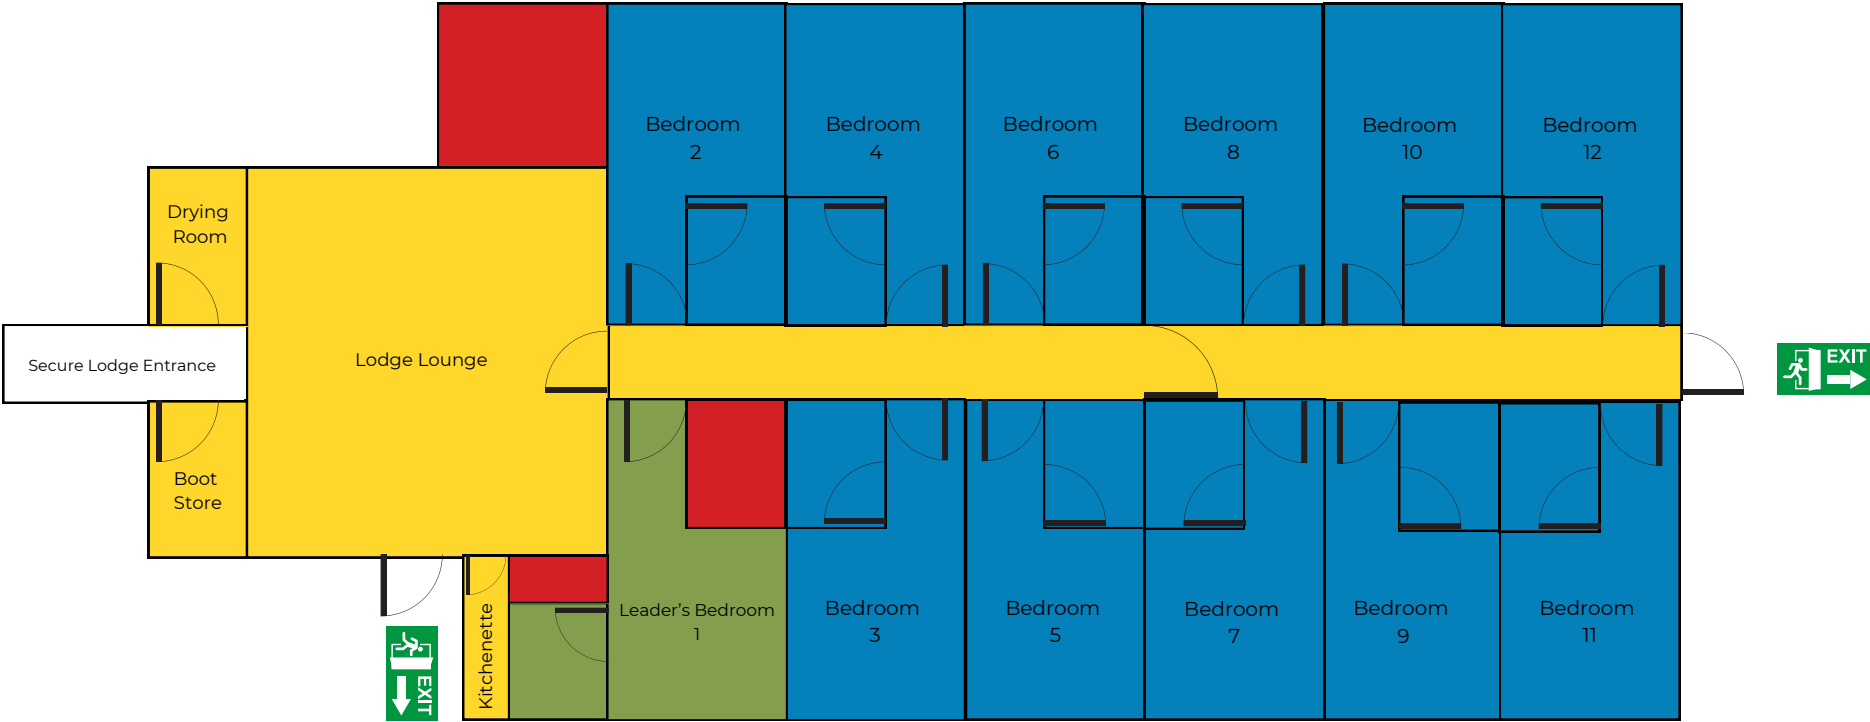 Bedroom
2
Bedroom
4
Bedroom
6
Bedroom
8
Bedroom
10
Bedroom
12
Drying
Room
Secure Lodge Entrance
Lodge Lounge
EXIT
Boot
Store
Kitchenette
Leader's Bedroom
1
Bedroom
3
Bedroom
5
Bedroom
7
Bedroom
9
Bedroom
11
EXIT